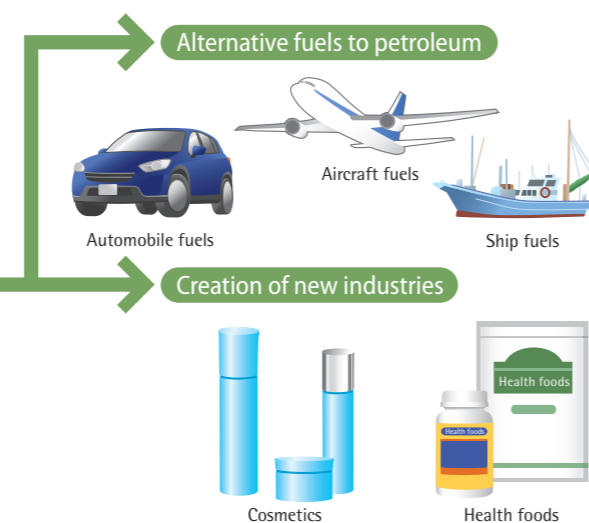 Alternative fuels to petroleum
Aircraft fuels
Automobile fuels
Ship fuels
Creation of new industries
Health foods
Health foods
Cosmetics
Health foods